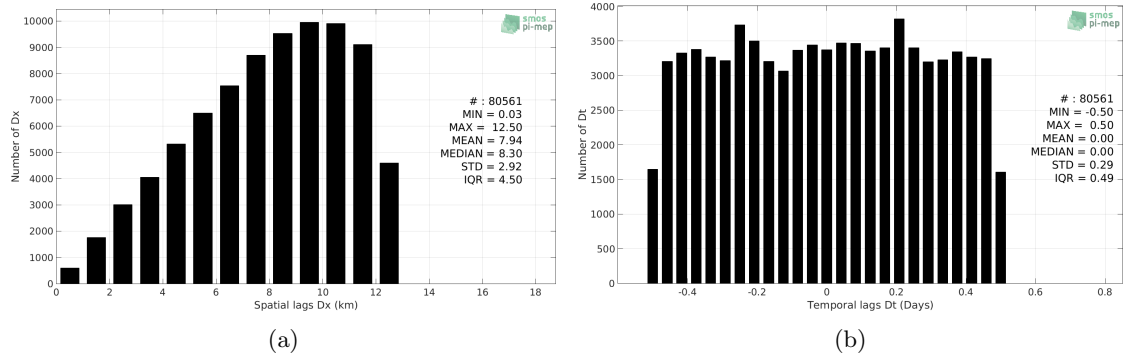 10000
9000
8000
7000
6000
5000
4000
3000
2000
1000
0
Number of Dx
smos
pi-mep
# : 80561
MIN = 0.03
MAX = 12.50
MEAN = 7.94
MEDIAN = 8.30
STD = 2.92
IQR = 4.50
0 2 4 6 8 10 12 14 16 18
Spatial lags Dx (km)
(a)
4000
3500
3000
2500
2000
1500
1000
500
0
Number of Dt
smos
pi-mep
# : 80561
MIN = -0.50
MAX = 0.50
MEAN = 0.00
MEDIAN = 0.00
STD = 0.29
IQR = 0.49
-0.4 -0.2 0 0.2 0.4 0.6 0.8
Temporal lags Dt (Days)
(b)